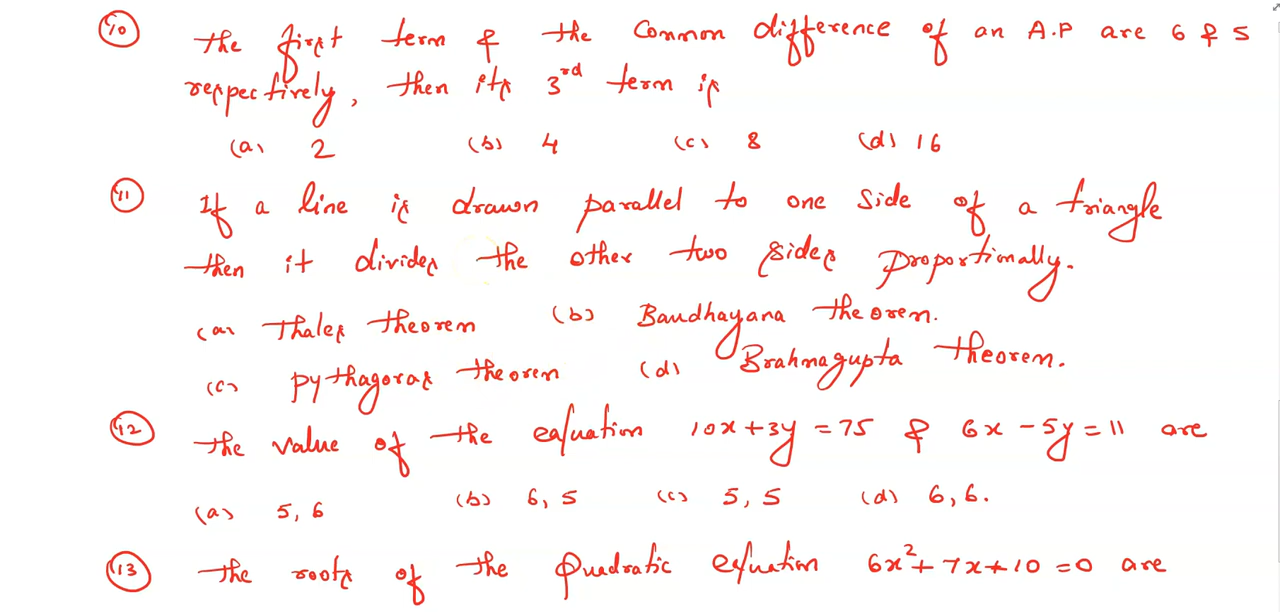 10 The first term & the common difference of an A.P are 6 & 5
respectively, then its 3rd term is
(a) 2 (b) 4 (c) 8 (d) 16
11 If a line is drawn parallel to one side of a triangle
then it divides the other two sides proportionally.
(a) Thales theorem (b) Baudhayana theorem.
(c) pythagoras theorem (d) Brahmagupta theorem.
12 The value of the equation 10x + 3y = 75 & 6x - 5y = 11 are
(a) 5, 6 (b) 6, 5 (c) 5, 5 (d) 6, 6.
13 The roots of the quadratic equation 6x² + 7x + 10 = 0 are